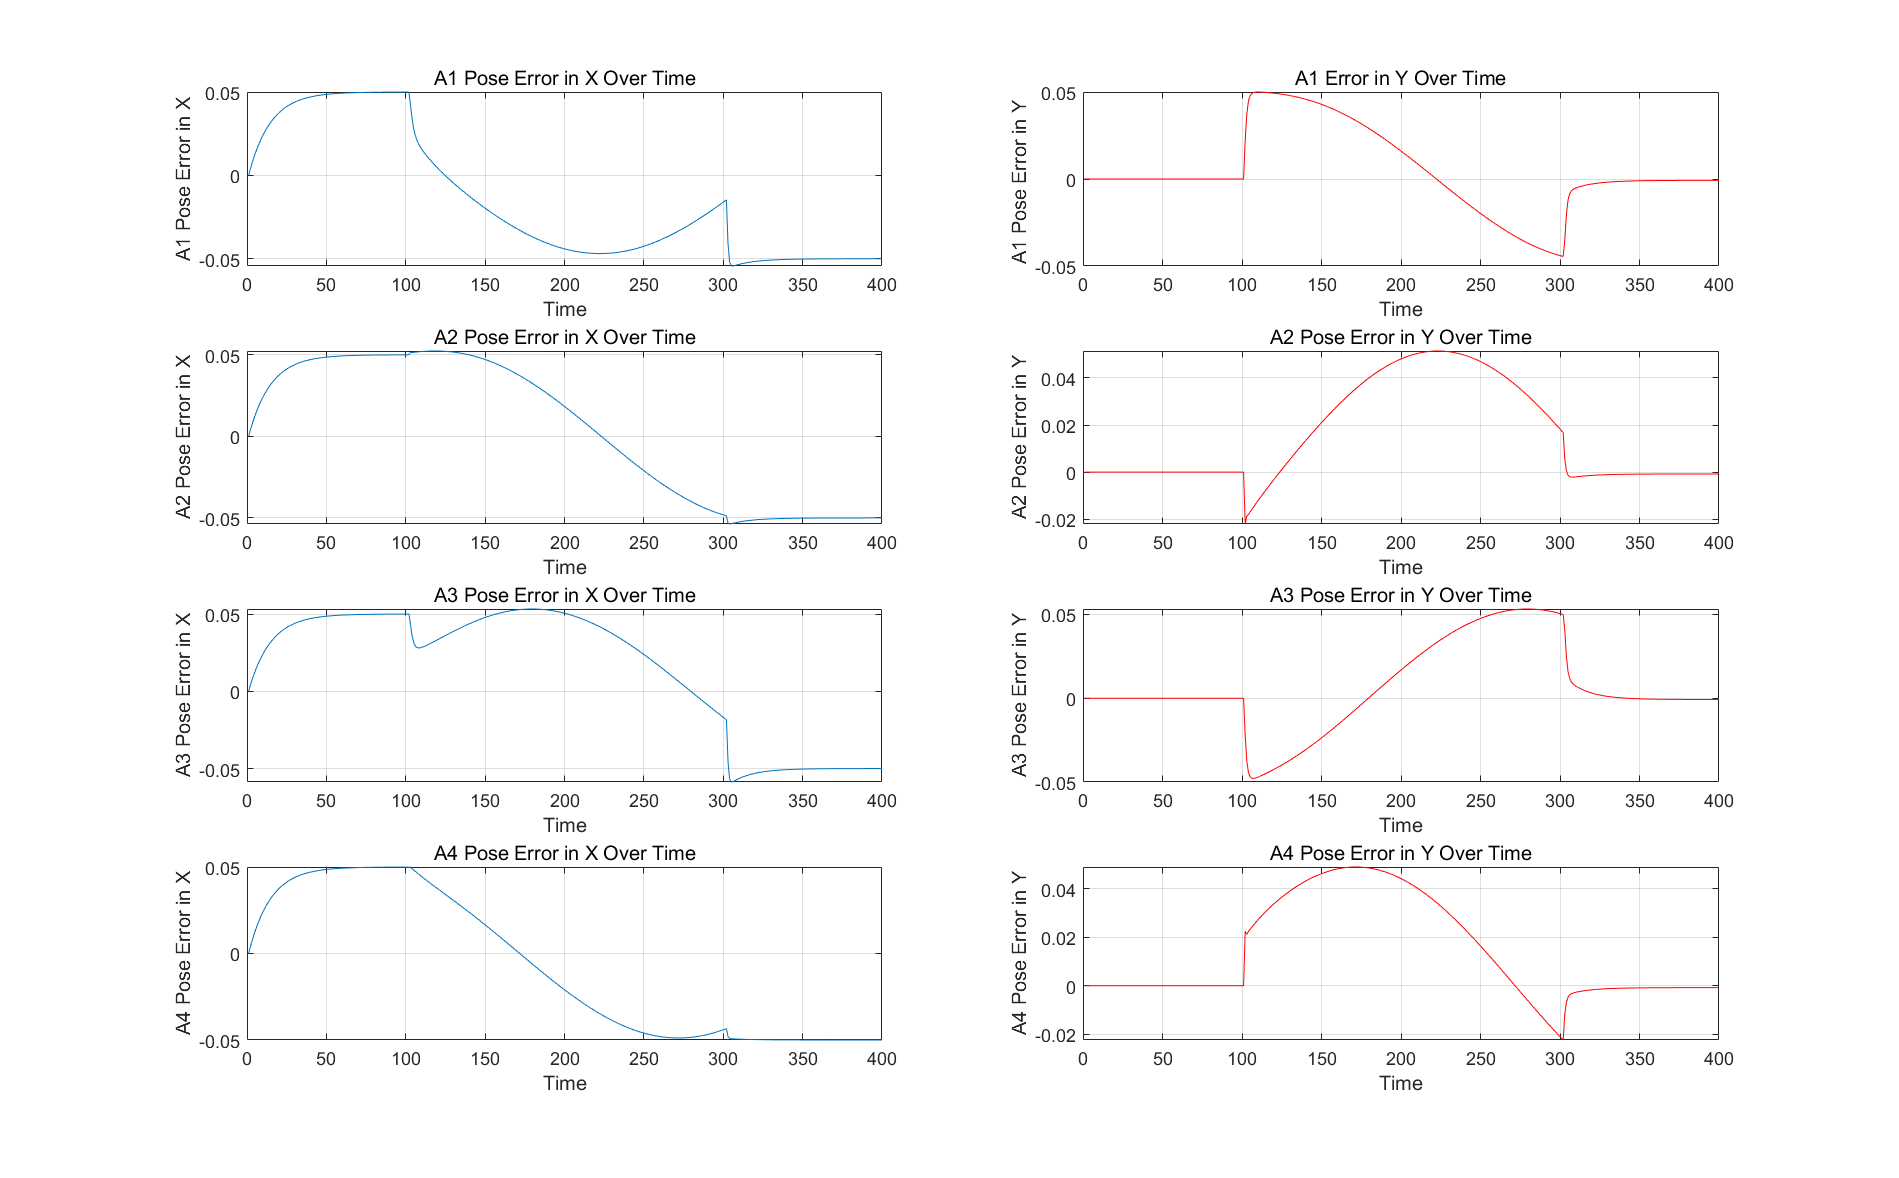 A1 Pose Error in X Over Time
A1 Pose Error in X
0.05
0
-0.05
0 50 100 150 200 250 300 350 400
Time
A1 Error in Y Over Time
A1 Pose Error in Y
0.05
0
-0.05
0 50 100 150 200 250 300 350 400
Time
A2 Pose Error in X Over Time
A2 Pose Error in X
0.05
0
-0.05
0 50 100 150 200 250 300 350 400
Time
A2 Pose Error in Y Over Time
A2 Pose Error in Y
0.04
0.02
0
-0.02
0 50 100 150 200 250 300 350 400
Time
A3 Pose Error in X Over Time
A3 Pose Error in X
0.05
0
-0.05
0 50 100 150 200 250 300 350 400
Time
A3 Pose Error in Y Over Time
A3 Pose Error in Y
0.05
0
-0.05
0 50 100 150 200 250 300 350 400
Time
A4 Pose Error in X Over Time
A4 Pose Error in X
0.05
0
-0.05
0 50 100 150 200 250 300 350 400
Time
A4 Pose Error in Y Over Time
A4 Pose Error in Y
0.04
0.02
0
-0.02
0 50 100 150 200 250 300 350 400
Time